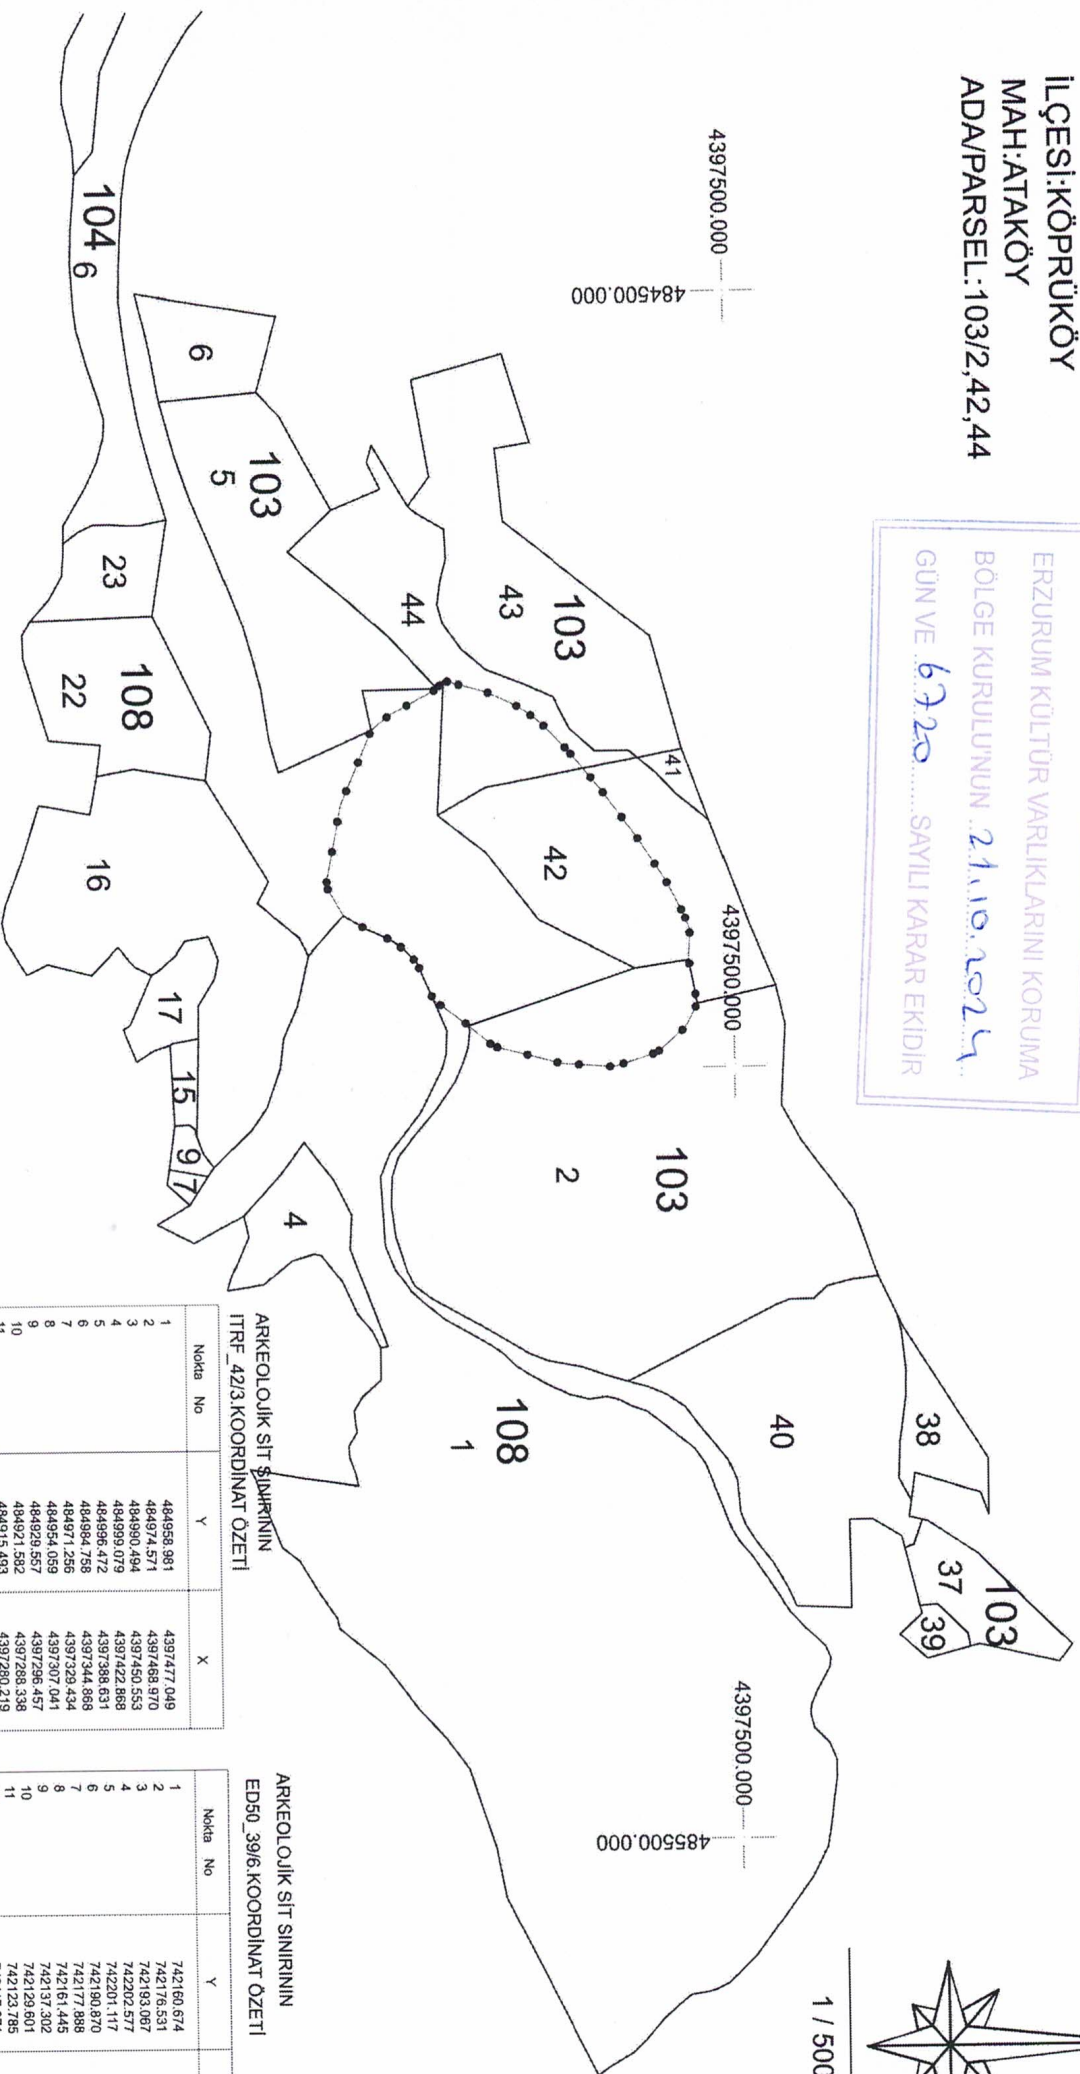 İLÇESİ:KÖPRÜKÖY
MAH:ATAKÖY
ADA/PARSEL:103/2,42,44
ERZURUM KÜLTÜR VARLIKLARINI KORUMA
BÖLGE KURULU'NUN 21.10.2024
GÜN VE 6720 SAYILI KARAR EKİDİR
4397500.000
484500.000
4397500.000
4397500.000
485500.000
1 / 500
104
6
6
103
5
44
43
103
41
42
23
22
108
16
17
15
9
7
4
103
2
108
1
40
38
37
103
39
ARKEOLOJİK SİT SINIRININ
ITRF_42/3.KOORDİNAT ÖZETİ
Nokta No Y X
1 484958.981 4397477.049
2 484974.571 4397468.970
3 484990.494 4397450.553
4 484999.079 4397422.868
5 484996.472 4397388.631
6 484984.758 4397344.868
7 484971.256 4397329.434
8 484954.059 4397307.041
9 484929.557 4397296.457
10 484921.582 4397288.338
11 484915.493 4397280.219
ARKEOLOJİK SİT SINIRININ
ED50_39/6.KOORDİNAT ÖZETİ
Nokta No Y
1 742160.674
2 742176.531
3 742193.067
4 742202.577
5 742201.117
6 742190.870
7 742177.888
8 742161.445
9 742137.302
10 742129.601
11 742123.785